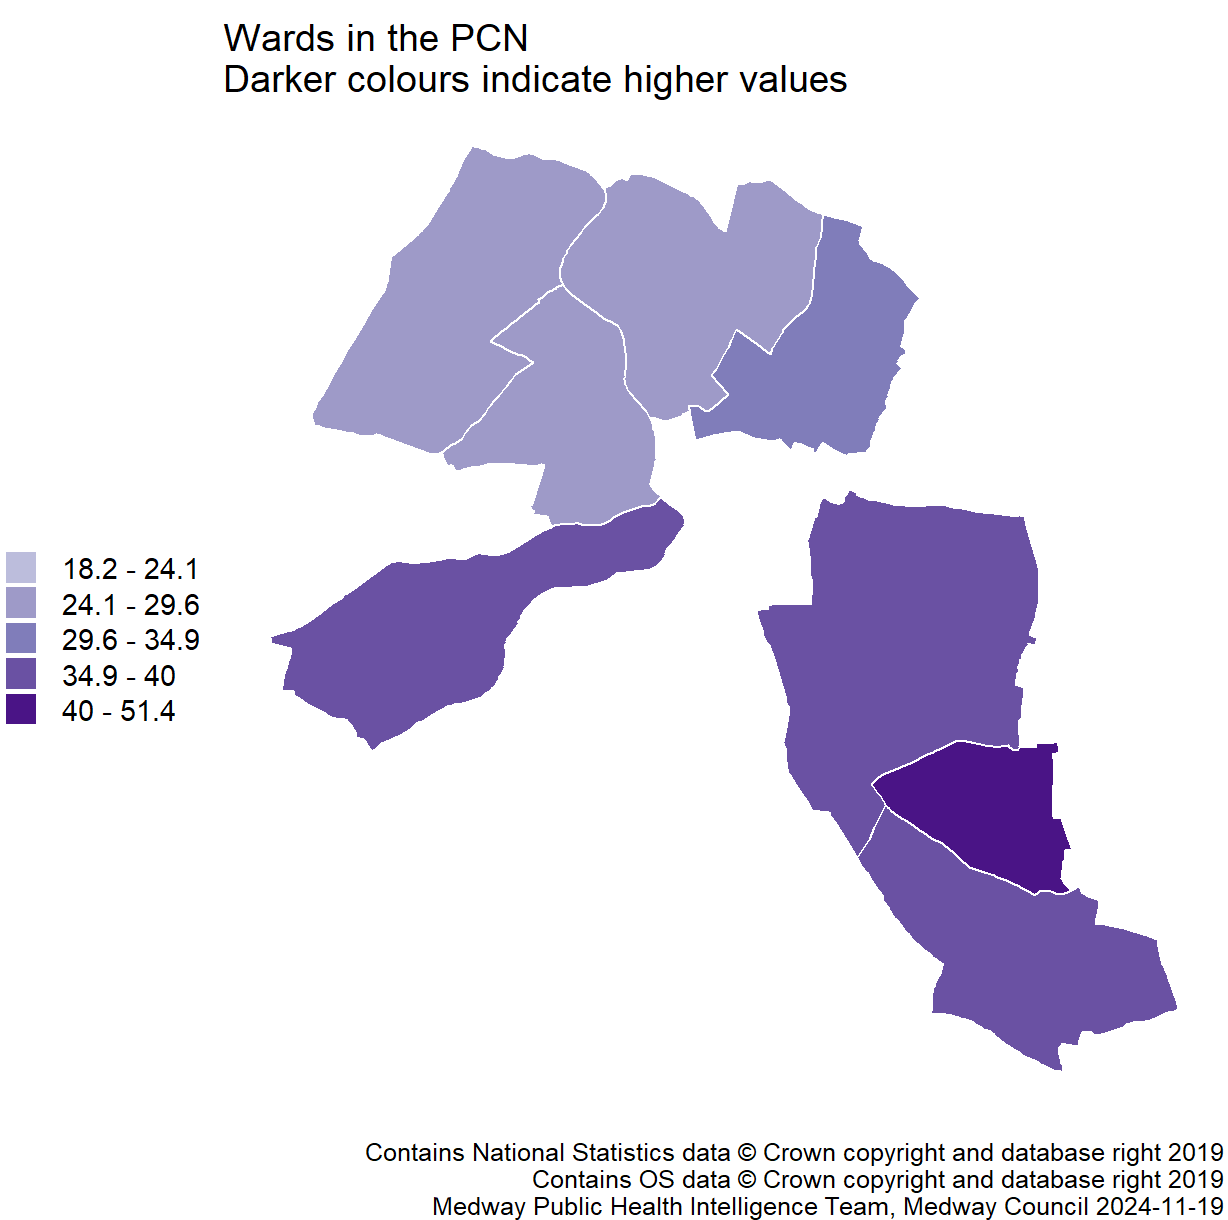 Wards in the PCN
Darker colours indicate higher values
18.2 - 24.1
24.1 - 29.6
29.6 - 34.9
34.9 - 40
40 - 51.4
Contains National Statistics data © Crown copyright and database right 2019
Contains OS data © Crown copyright and database right 2019
Medway Public Health Intelligence Team, Medway Council 2024-11-19